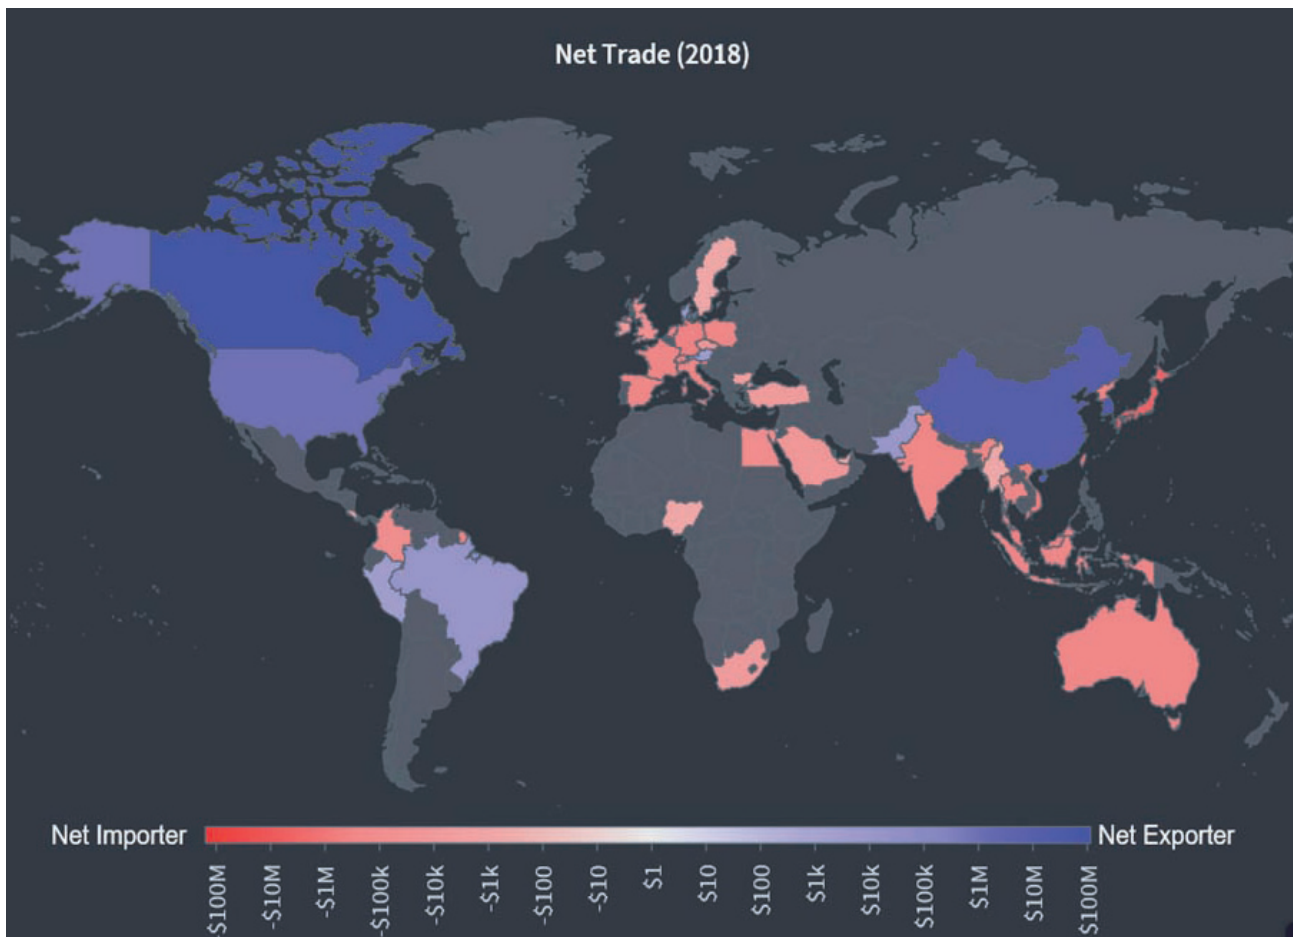 Net Trade (2018)
Net Importer
Net Exporter
-$100M
-$10M
-$1M
-$100k
-$10k
-$1k
-$100
-$10
$1
$10
$100
$1k
$10k
$100k
$1M
$10M
$100M